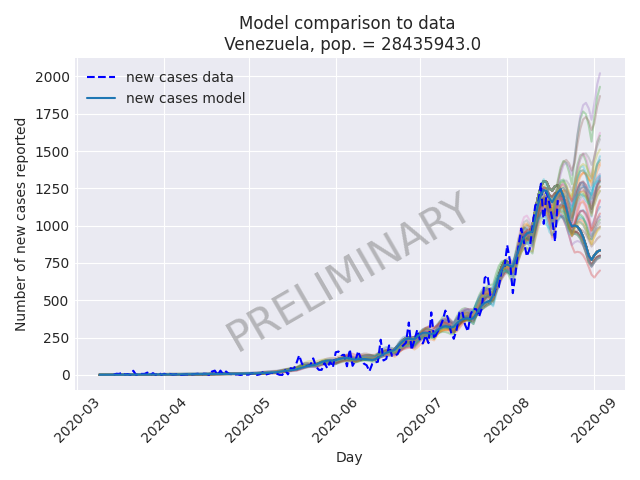 Model comparison to data
Venezuela, pop. = 28435943.0
new cases data
new cases model
Number of new cases reported
2000
1750
1500
1250
1000
750
500
250
0
PRELIMINARY
2020-03
2020-04
2020-05
2020-06
2020-07
2020-08
2020-09
Day